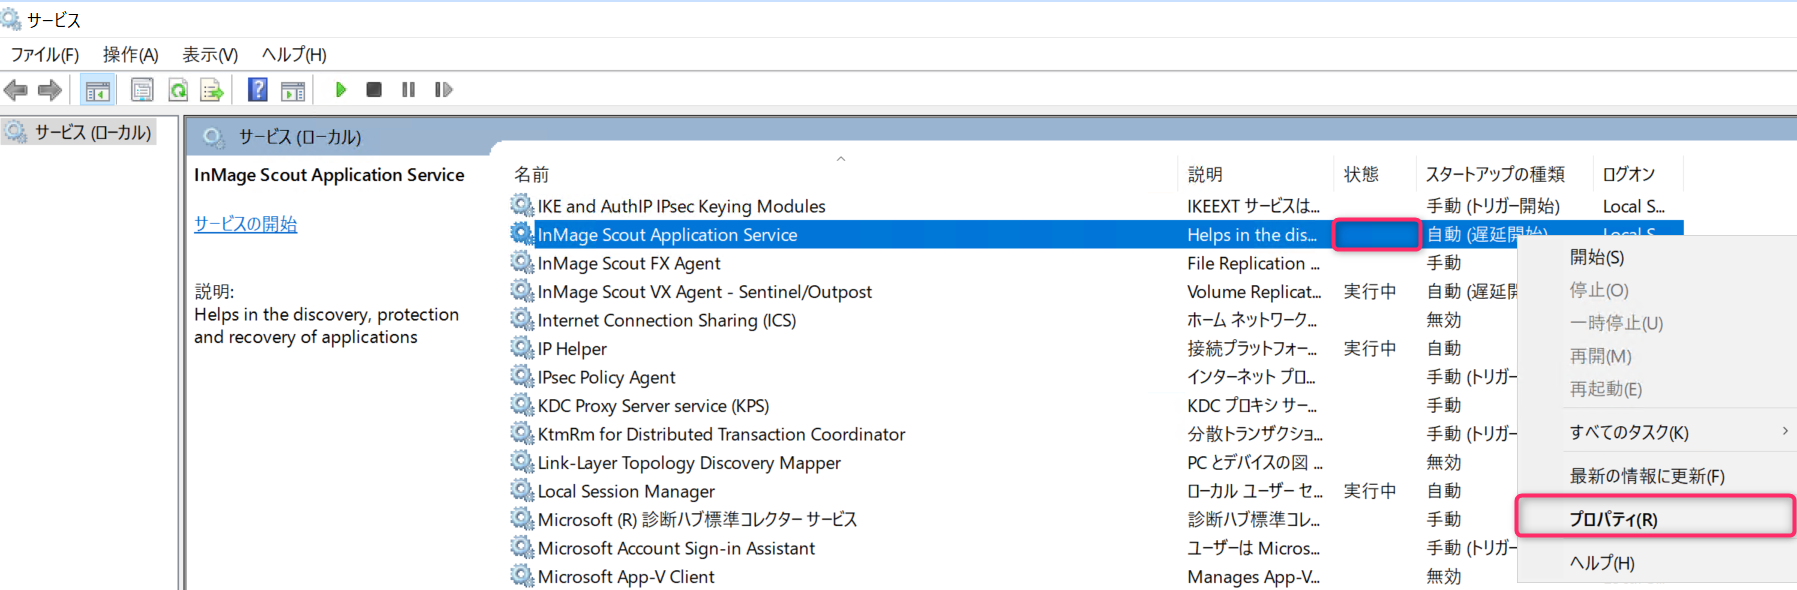 サービス
ファイル(F) 操作(A) 表示(V) ヘルプ(H)
サービス (ローカル)
サービス (ローカル)
InMage Scout Application Service
サービスの開始
説明:
Helps in the discovery, protection
and recovery of applications
名前 説明 状態 スタートアップの種類 ログオン
IKE and AuthIP IPsec Keying Modules IKEEXT サービスは... 手動 (トリガー開始) Local S...
InMage Scout Application Service Helps in the dis... 自動 (遅延開始) Local S
InMage Scout FX Agent File Replication ... 手動
InMage Scout VX Agent - Sentinel/Outpost Volume Replicat... 実行中 自動 (遅延開
Internet Connection Sharing (ICS) ホーム ネットワーク... 無効
IP Helper 接続プラットフォー... 実行中 自動
IPsec Policy Agent インターネット プロ... 手動 (トリガー
KDC Proxy Server service (KPS) KDC プロキシ サー... 手動
KtmRm for Distributed Transaction Coordinator 分散トランザクショ... 手動 (トリガー
Link-Layer Topology Discovery Mapper PC とデバイスの図 ... 無効
Local Session Manager ローカル ユーザー セ... 実行中 自動
Microsoft (R) 診断ハブ標準コレクター サービス 診断ハブ標準コレ... 手動
Microsoft Account Sign-in Assistant ユーザーは Micros... 手動 (トリガー
Microsoft App-V Client Manages App-V... 無効
開始(S)
停止(O)
一時停止(U)
再開(M)
再起動(E)
すべてのタスク(K)
最新の情報に更新(F)
プロパティ(R)
ヘルプ(H)